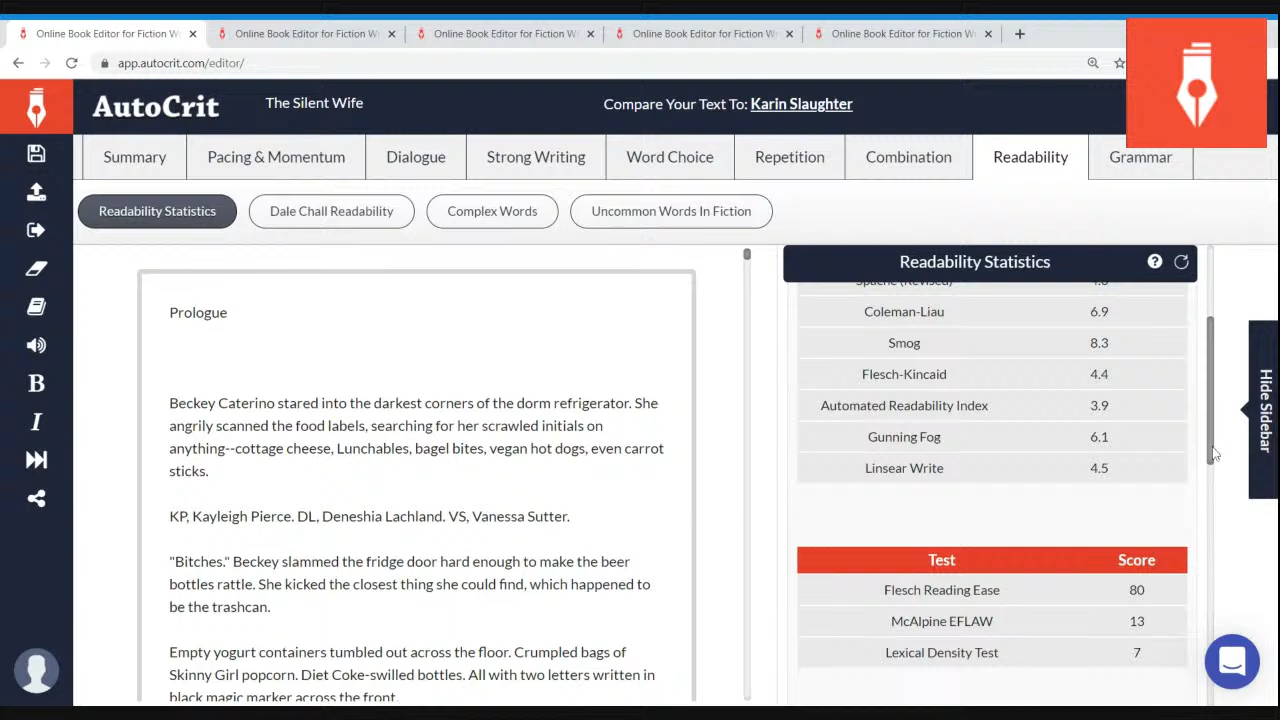 Online Book Editor for Fiction W
Online Book Editor for Fiction W
Online Book Editor for Fiction W
Online Book Editor for Fiction W
Online Book Editor for Fiction W
app.autocrit.com/editor/
AutoCrit
The Silent Wife
Compare Your Text To: Karin Slaughter
Summary
Pacing & Momentum
Dialogue
Strong Writing
Word Choice
Repetition
Combination
Readability
Grammar
Readability Statistics
Dale Chall Readability
Complex Words
Uncommon Words In Fiction
B
I
Prologue
Beckey Caterino stared into the darkest corners of the dorm refrigerator. She
angrily scanned the food labels, searching for her scrawled initials on
anything--cottage cheese, Lunchables, bagel bites, vegan hot dogs, even carrot
sticks.
KP, Kayleigh Pierce. DL, Deneshia Lachland. VS, Vanessa Sutter.
"Bitches." Beckey slammed the fridge door hard enough to make the beer
bottles rattle. She kicked the closest thing she could find, which happened to
be the trashcan.
Empty yogurt containers tumbled out across the floor. Crumpled bags of
Skinny Girl popcorn. Diet Coke-swilled bottles. All with two letters written in
black magic marker across the front.
Readability Statistics
?
Spache (Revised)
Coleman-Liau 6.9
Smog 8.3
Flesch-Kincaid 4.4
Automated Readability Index 3.9
Gunning Fog 6.1
Linsear Write 4.5
Test Score
Flesch Reading Ease 80
McAlpine EFLAW 13
Lexical Density Test 7
Hide Sidebar